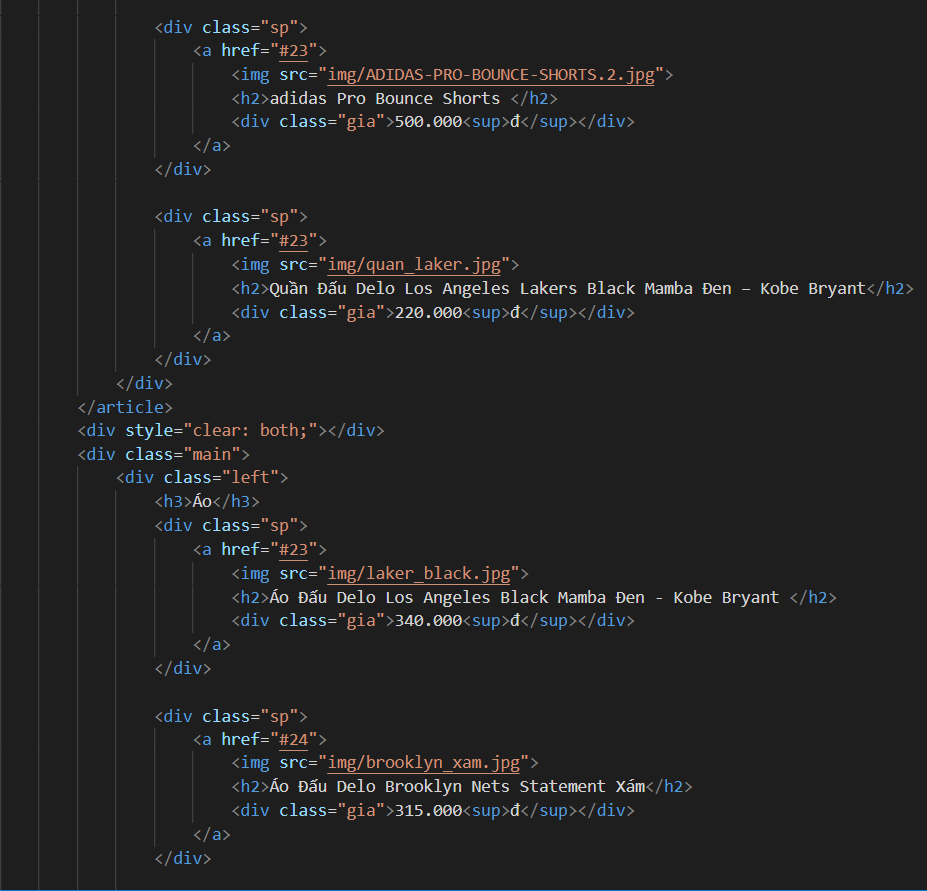 <div class="sp">
<a href="#23">
<img src="img/ADIDAS-PRO-BOUNCE-SHORTS.2.jpg">
<h2>adidas Pro Bounce Shorts </h2>
<div class="gia">500.000<sup>đ</sup></div>
</a>
</div>
<div class="sp">
<a href="#23">
<img src="img/quan_laker.jpg">
<h2>Quần Đấu Delo Los Angeles Lakers Black Mamba Đen – Kobe Bryant</h2>
<div class="gia">220.000<sup>đ</sup></div>
</a>
</div>
</div>
</article>
<div style="clear: both;"></div>
<div class="main">
<div class="left">
<h3>Áo</h3>
<div class="sp">
<a href="#23">
<img src="img/laker_black.jpg">
<h2>Áo Đấu Delo Los Angeles Black Mamba Đen - Kobe Bryant </h2>
<div class="gia">340.000<sup>đ</sup></div>
</a>
</div>
<div class="sp">
<a href="#24">
<img src="img/brooklyn_xam.jpg">
<h2>Áo Đấu Delo Brooklyn Nets Statement Xám</h2>
<div class="gia">315.000<sup>đ</sup></div>
</a>
</div>